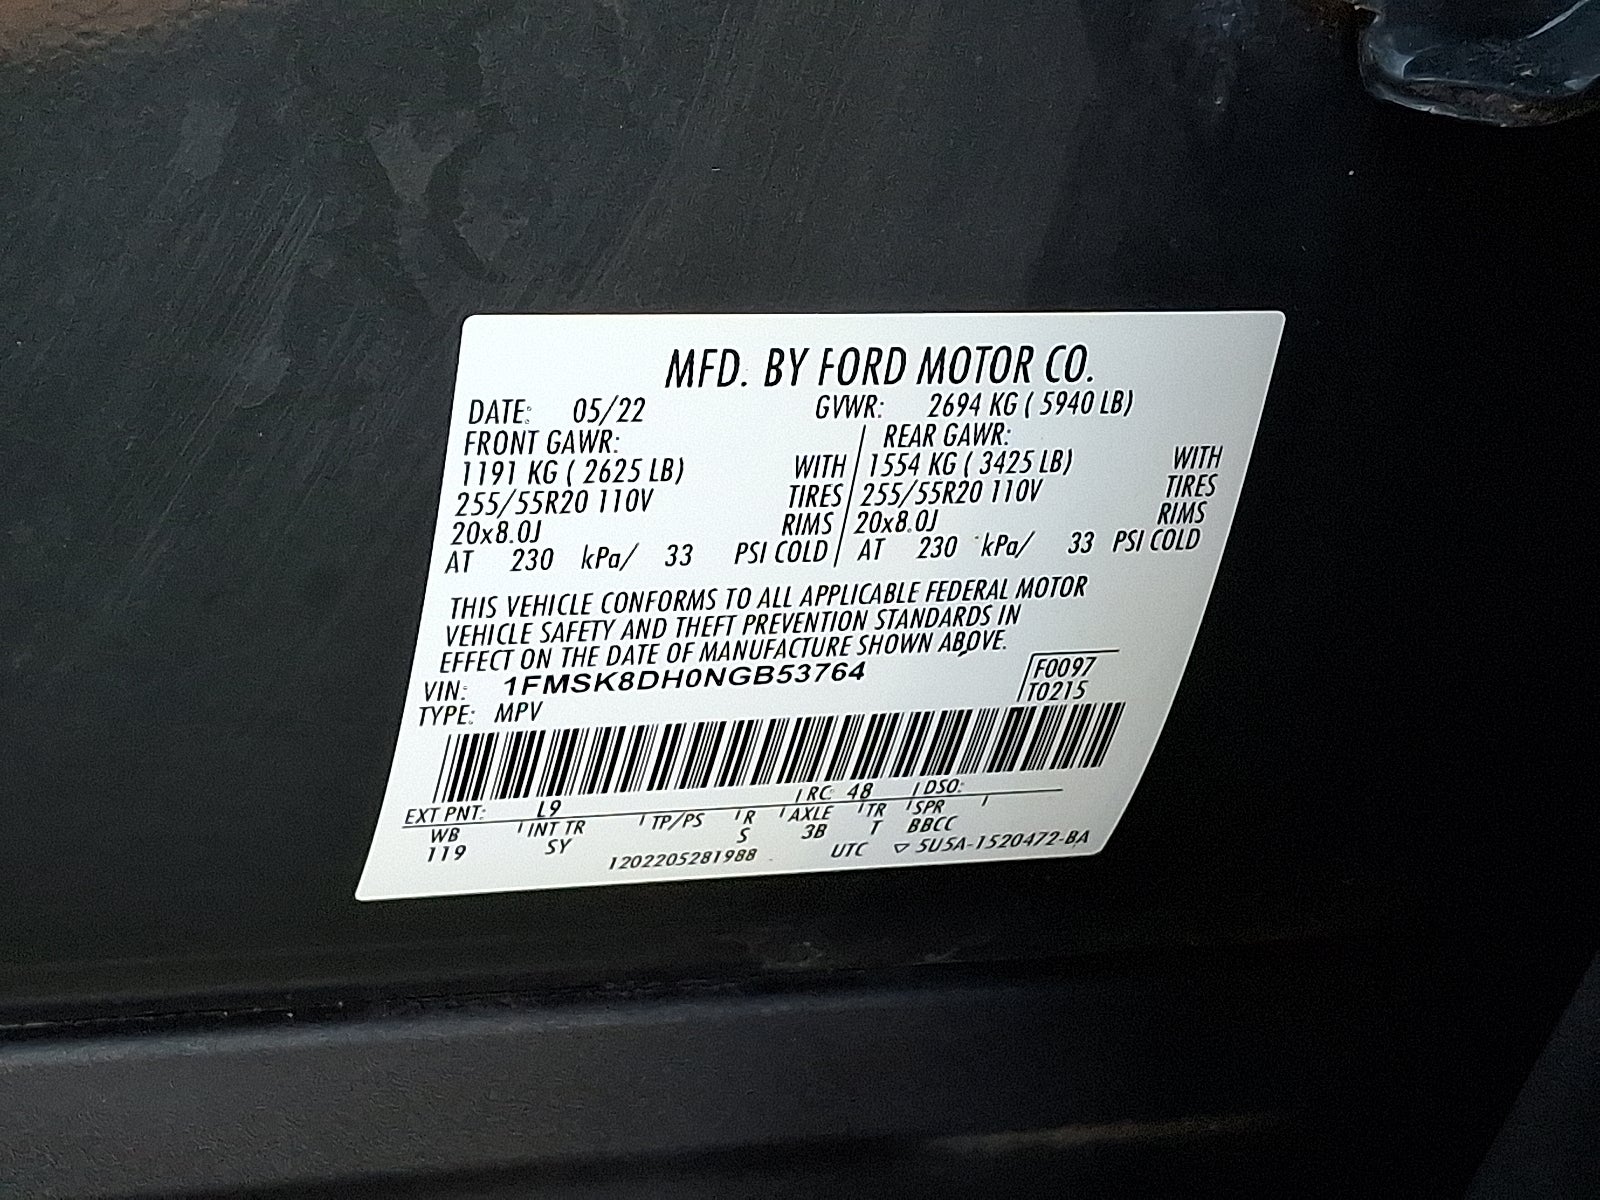 MFD. BY FORD MOTOR CO.
DATE: 05/22 GVWR: 2694 KG ( 5940 LB)
FRONT GAWR: REAR GAWR:
1191 KG ( 2625 LB) WITH 1554 KG ( 3425 LB) WITH
255/55R20 110V TIRES 255/55R20 110V TIRES
20x8.0J RIMS 20x8.0J RIMS
AT 230 kPa/ 33 PSI COLD AT 230 kPa/ 33 PSI COLD
THIS VEHICLE CONFORMS TO ALL APPLICABLE FEDERAL MOTOR
VEHICLE SAFETY AND THEFT PREVENTION STANDARDS IN
EFFECT ON THE DATE OF MANUFACTURE SHOWN ABOVE.
VIN: 1FMSK8DH0NGB53764 F0097
TYPE: MPV T0215
EXT PNT: L9 RC: 48 DSO:
WB INT TR TP/PS R AXLE TR SPR
119 SY S 3B T BBCC
1202205281988 UTC ▽ 5U5A-1520472-BA